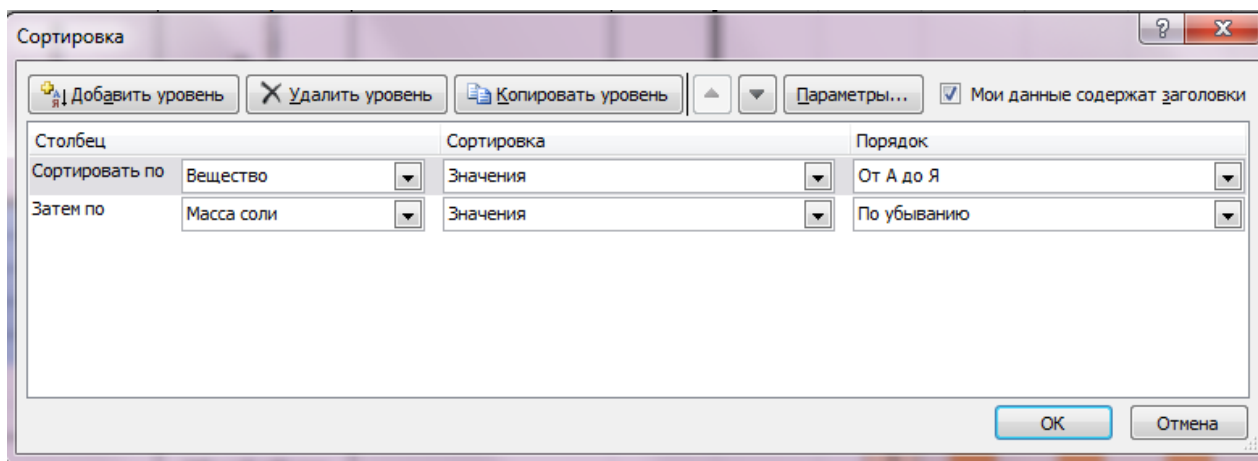 Сортировка
Добавить уровень Удалить уровень Копировать уровень Параметры... Мои данные содержат заголовки
Столбец Сортировка Порядок
Сортировать по Вещество Значения От А до Я
Затем по Масса соли Значения По убыванию
ОК Отмена